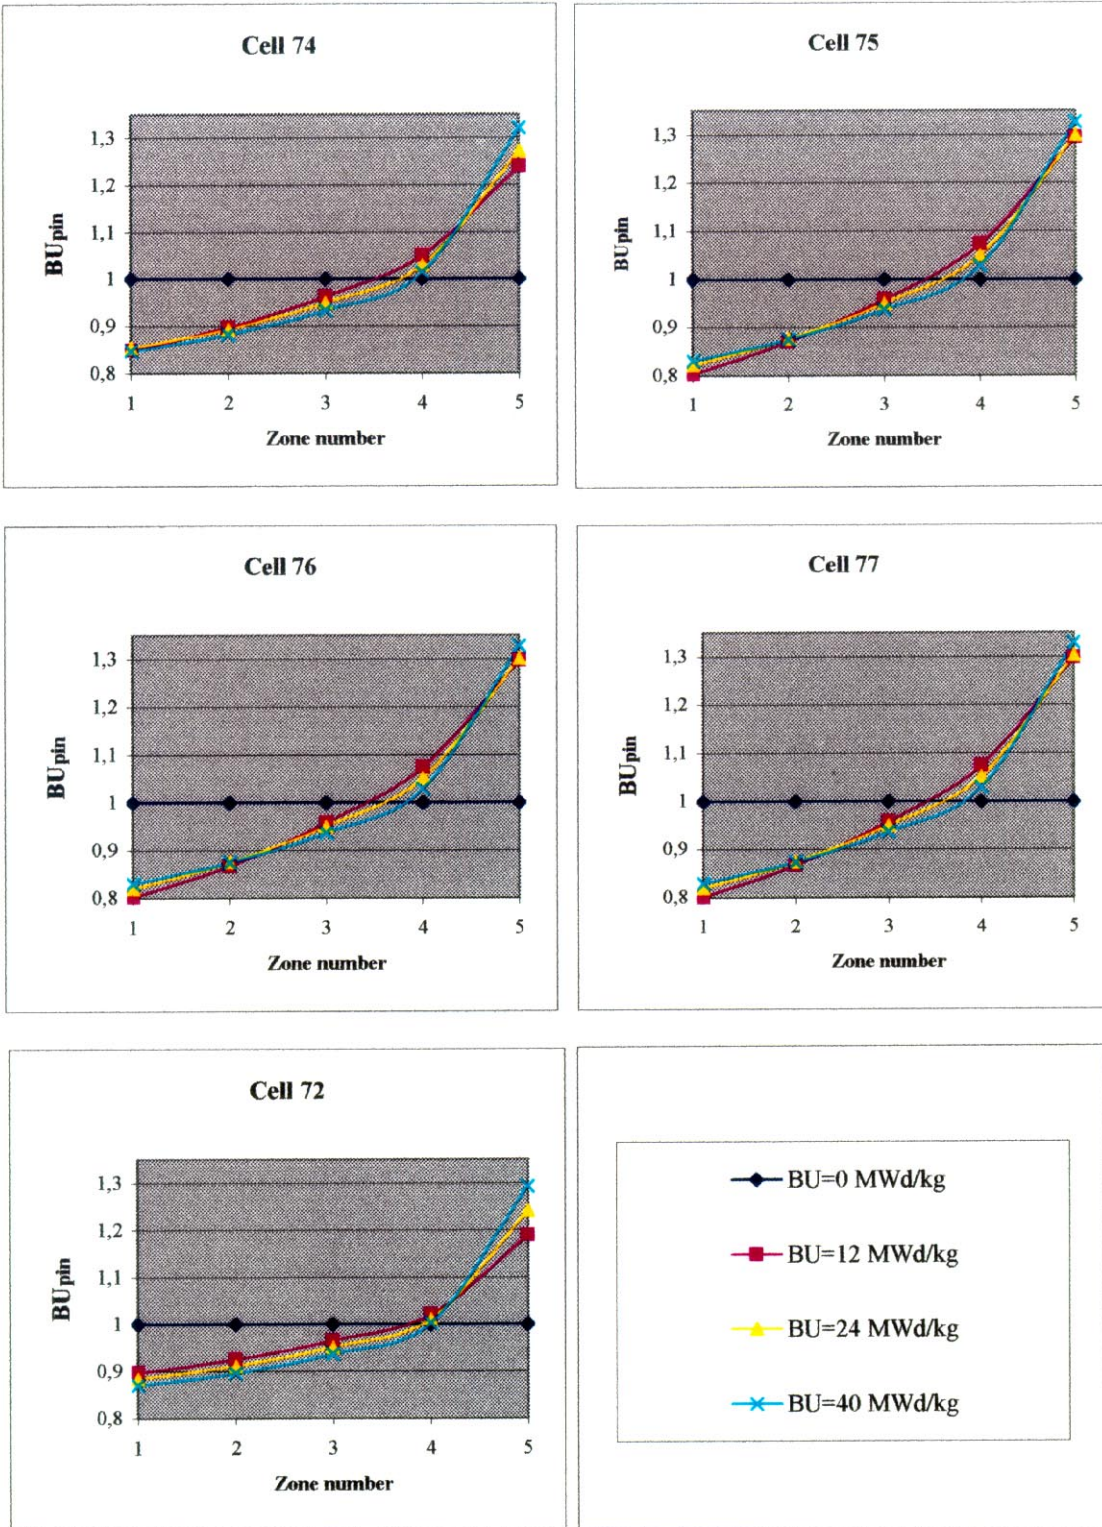 Cell 74
BUpin
1,3
1,2
1,1
1
0,9
0,8
1 2 3 4 5
Zone number
Cell 75
BUpin
1,3
1,2
1,1
1
0,9
0,8
1 2 3 4 5
Zone number
Cell 76
BUpin
1,3
1,2
1,1
1
0,9
0,8
1 2 3 4 5
Zone number
Cell 77
BUpin
1,3
1,2
1,1
1
0,9
0,8
1 2 3 4 5
Zone number
Cell 72
BUpin
1,3
1,2
1,1
1
0,9
0,8
1 2 3 4 5
Zone number
BU=0 MWd/kg
BU=12 MWd/kg
BU=24 MWd/kg
BU=40 MWd/kg